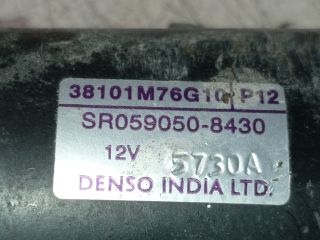 38101M76G10-P12
SR059050-8430
12V 5730A
DENSO INDIA LTD.